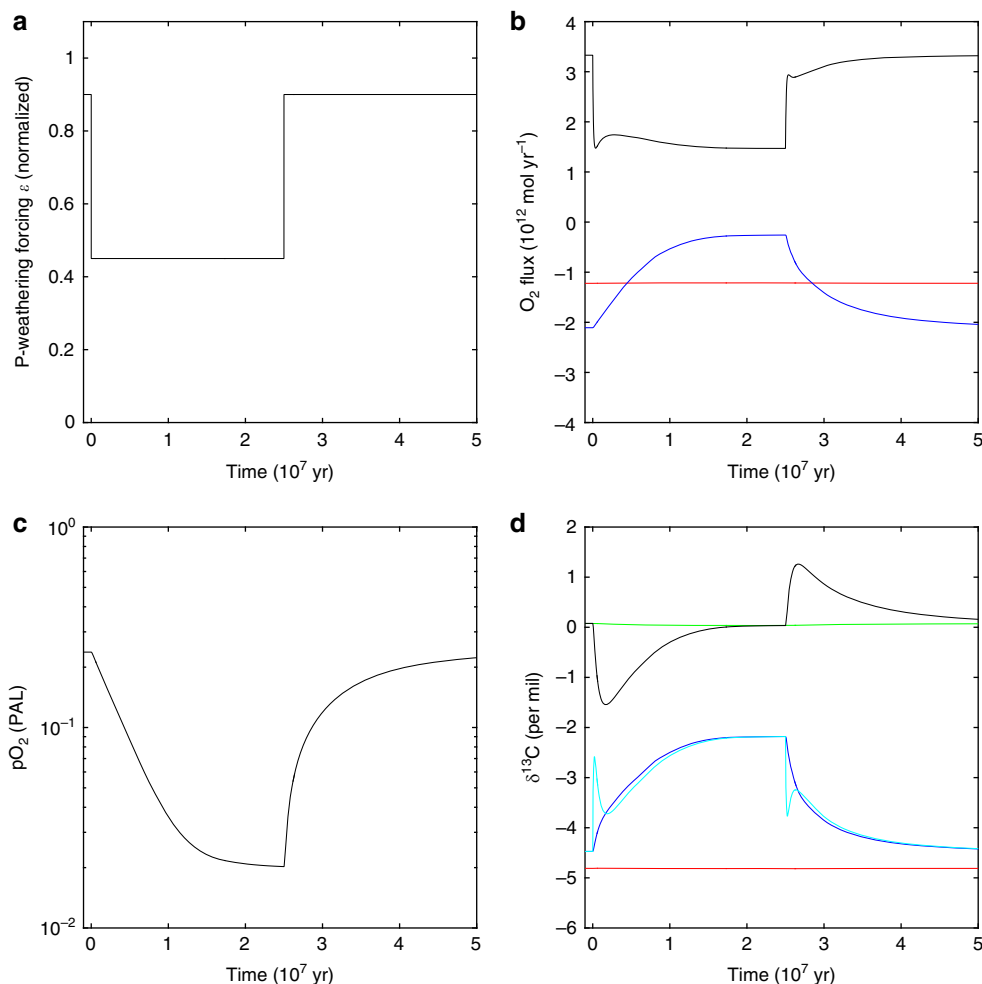 a
P-weathering forcing ε (normalized)
1
0.8
0.6
0.4
0.2
0
0 1 2 3 4 5
Time (10⁷ yr)
b
O₂ flux (10¹² mol yr⁻¹)
4
3
2
1
0
−1
−2
−3
−4
0 1 2 3 4 5
Time (10⁷ yr)
c
pO₂ (PAL)
10⁰
10⁻¹
10⁻²
0 1 2 3 4 5
Time (10⁷ yr)
d
δ¹³C (per mil)
2
1
0
−1
−2
−3
−4
−5
−6
0 1 2 3 4 5
Time (10⁷ yr)